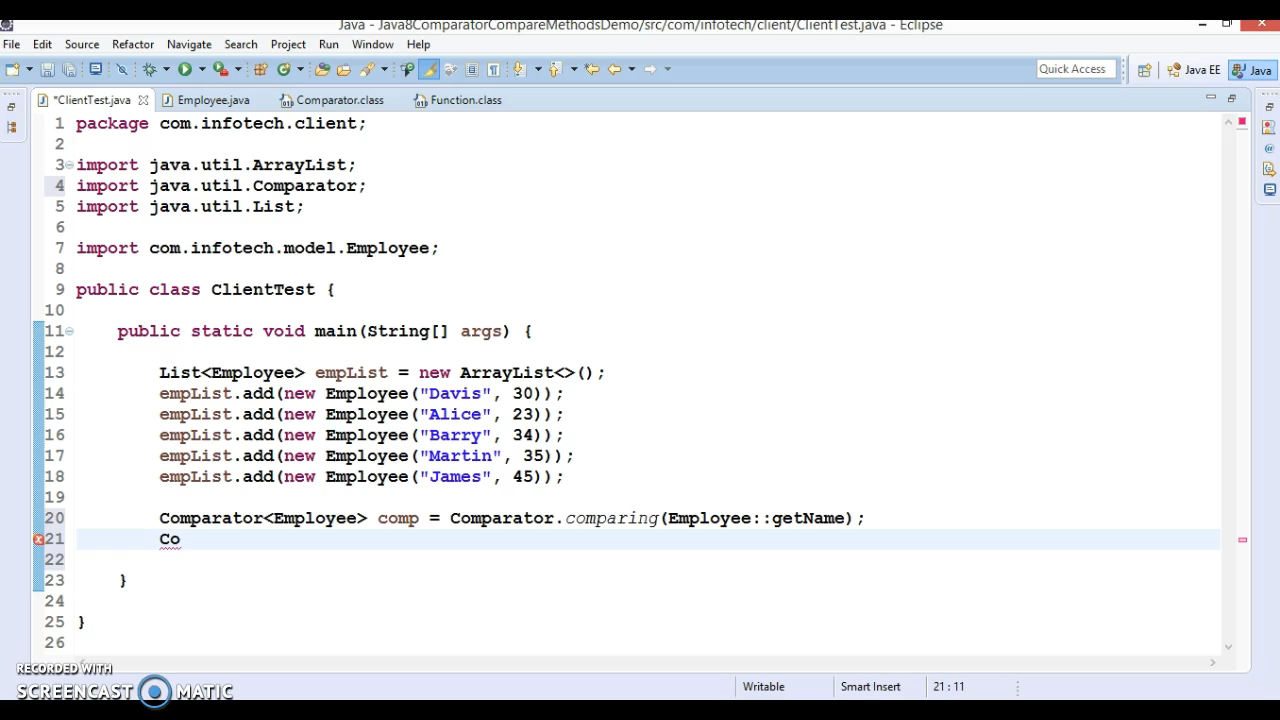 Java - Java8ComparatorCompareMethodsDemo/src/com/infotech/client/ClientTest.java - Eclipse
File Edit Source Refactor Navigate Search Project Run Window Help
Quick Access Java EE Java
*ClientTest.java Employee.java Comparator.class Function.class
1 package com.infotech.client;
2
3 import java.util.ArrayList;
4 import java.util.Comparator;
5 import java.util.List;
6
7 import com.infotech.model.Employee;
8
9 public class ClientTest {
10
11 public static void main(String[] args) {
12
13 List<Employee> empList = new ArrayList<>();
14 empList.add(new Employee("Davis", 30));
15 empList.add(new Employee("Alice", 23));
16 empList.add(new Employee("Barry", 34));
17 empList.add(new Employee("Martin", 35));
18 empList.add(new Employee("James", 45));
19
20 Comparator<Employee> comp = Comparator.comparing(Employee::getName);
21 Co
22
23 }
24
25 }
26
RECORDED WITH
SCREENCAST MATIC
Writable Smart Insert 21 : 11